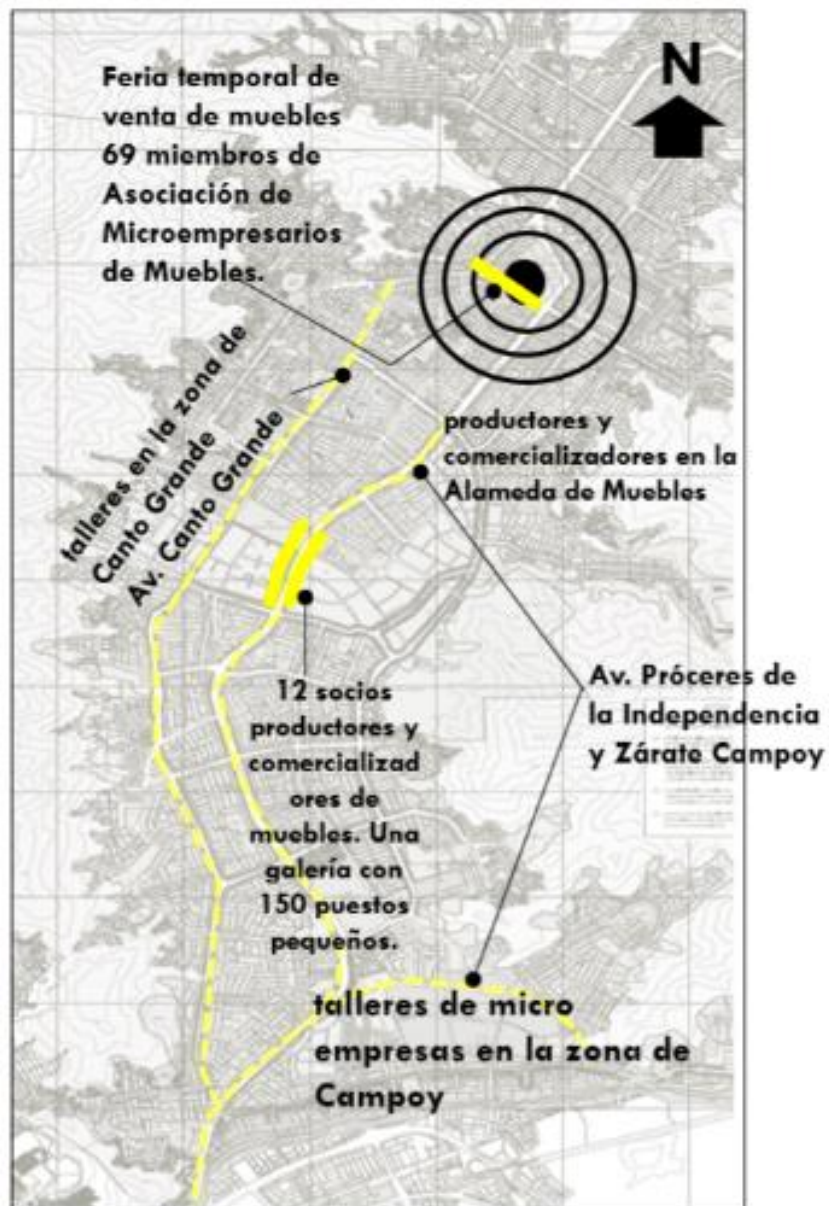 Feria temporal de
venta de muebles
69 miembros de
Asociación de
Microempresarios
de Muebles.
N
talleres en la zona de
Canto Grande
Av. Canto Grande
productores y
comercializadores en la
Alameda de Muebles
Av. Próceres de
la Independencia
y Zárate Campoy
12 socios
productores y
comercializad
ores de
muebles. Una
galería con
150 puestos
pequeños.
talleres de micro
empresas en la zona de
Campoy